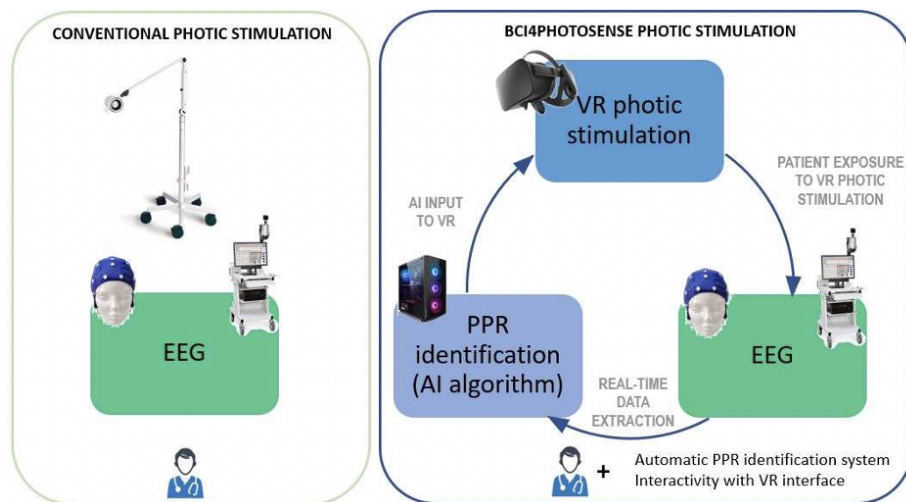 CONVENTIONAL PHOTIC STIMULATION
EEG
BCI4PHOTOSENSE PHOTIC STIMULATION
VR photic
stimulation
PATIENT EXPOSURE
TO VR PHOTIC
STIMULATION
AI INPUT
TO VR
PPR
identification
(AI algorithm)
EEG
REAL-TIME
DATA
EXTRACTION
+
Automatic PPR identification system
Interactivity with VR interface